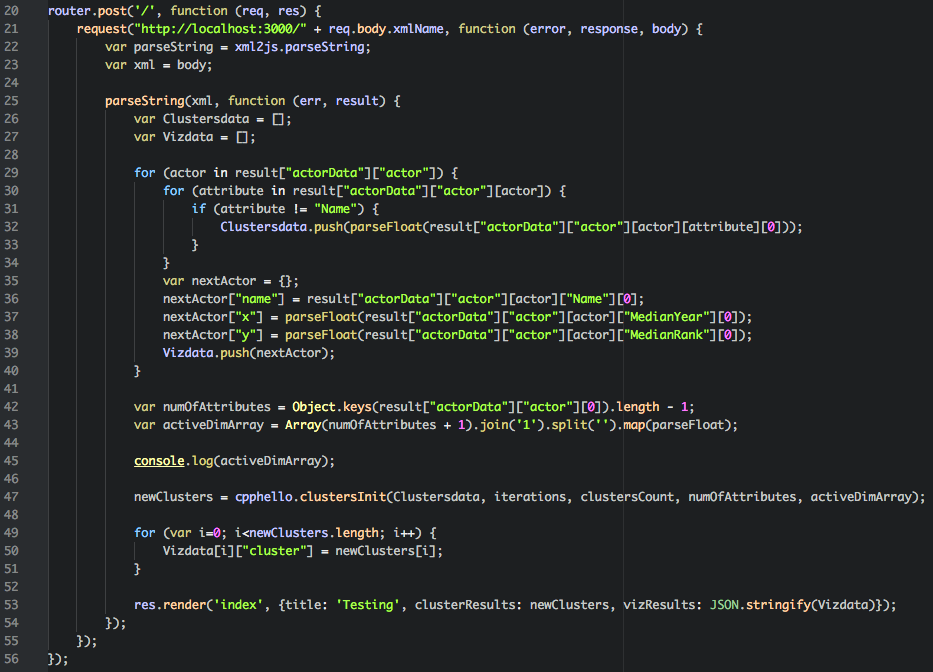 20 router.post('/', function (req, res) {
21     request("http://localhost:3000/" + req.body.xmlName, function (error, response, body) {
22         var parseString = xml2js.parseString;
23         var xml = body;
24
25         parseString(xml, function (err, result) {
26             var Clustersdata = [];
27             var Vizdata = [];
28
29             for (actor in result["actorData"]["actor"]) {
30                 for (attribute in result["actorData"]["actor"][actor]) {
31                     if (attribute != "Name") {
32                         Clustersdata.push(parseFloat(result["actorData"]["actor"][actor][attribute][0]));
33                     }
34                 }
35                 var nextActor = {};
36                 nextActor["name"] = result["actorData"]["actor"][actor]["Name"][0];
37                 nextActor["x"] = parseFloat(result["actorData"]["actor"][actor]["MedianYear"][0]);
38                 nextActor["y"] = parseFloat(result["actorData"]["actor"][actor]["MedianRank"][0]);
39                 Vizdata.push(nextActor);
40             }
41
42             var numOfAttributes = Object.keys(result["actorData"]["actor"][0]).length - 1;
43             var activeDimArray = Array(numOfAttributes + 1).join('1').split('').map(parseFloat);
44
45             console.log(activeDimArray);
46
47             newClusters = cpphello.clustersInit(Clustersdata, iterations, clustersCount, numOfAttributes, activeDimArray);
48
49             for (var i=0; i<newClusters.length; i++) {
50                 Vizdata[i]["cluster"] = newClusters[i];
51             }
52
53             res.render('index', {title: 'Testing', clusterResults: newClusters, vizResults: JSON.stringify(Vizdata)});
54         });
55     });
56 });